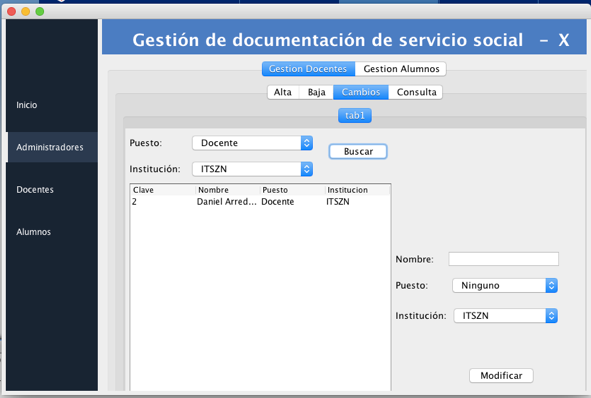 Gestión de documentación de servicio social - X
Gestion Docentes Gestion Alumnos
Alta Baja Cambios Consulta
tab1
Inicio
Administradores
Docentes
Alumnos
Puesto: Docente
Buscar
Institución: ITSZN
Clave Nombre Puesto Institucion
2 Daniel Arred... Docente ITSZN
Nombre:
Puesto: Ninguno
Institución: ITSZN
Modificar